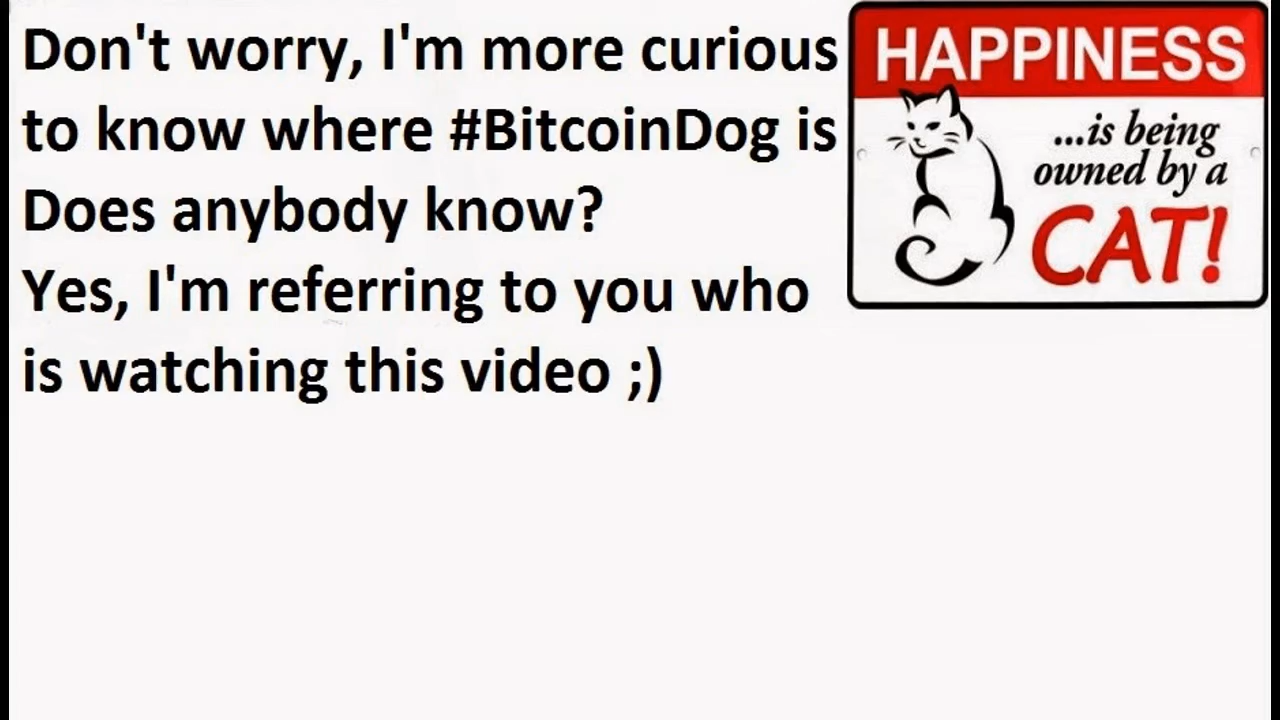 Don't worry, I'm more curious
to know where #BitcoinDog is
Does anybody know?
Yes, I'm referring to you who
is watching this video ;)
HAPPINESS
...is being
owned by a
CAT!